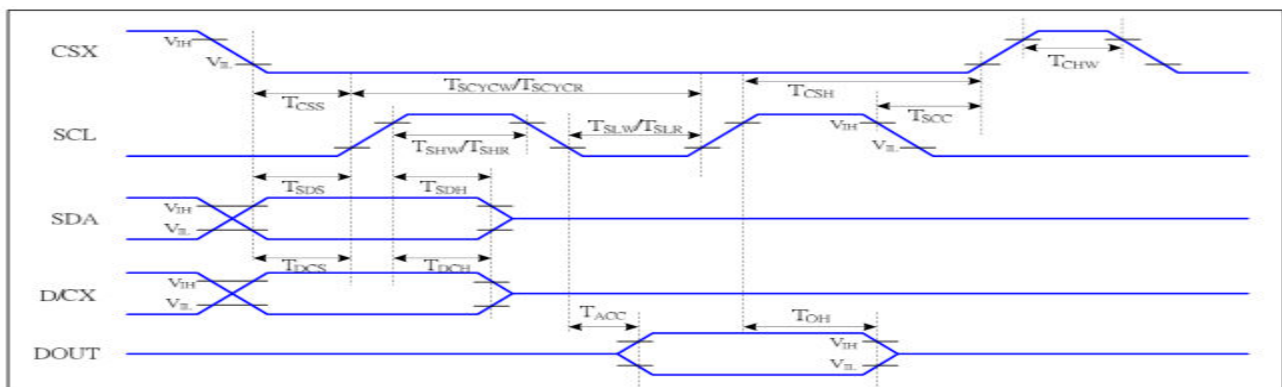 CSX
VIH
VIL
TCHW
TCSS
TSCYCW/TSCYCR
TCSH
TSCC
SCL
TSHW/TSHR
TSLW/TSLR
VIH
VIL
TSDS
TSDH
SDA
VIH
VIL
TDCS
TDCH
D/CX
VIH
VIL
TACC
TOH
DOUT
VIH
VIL